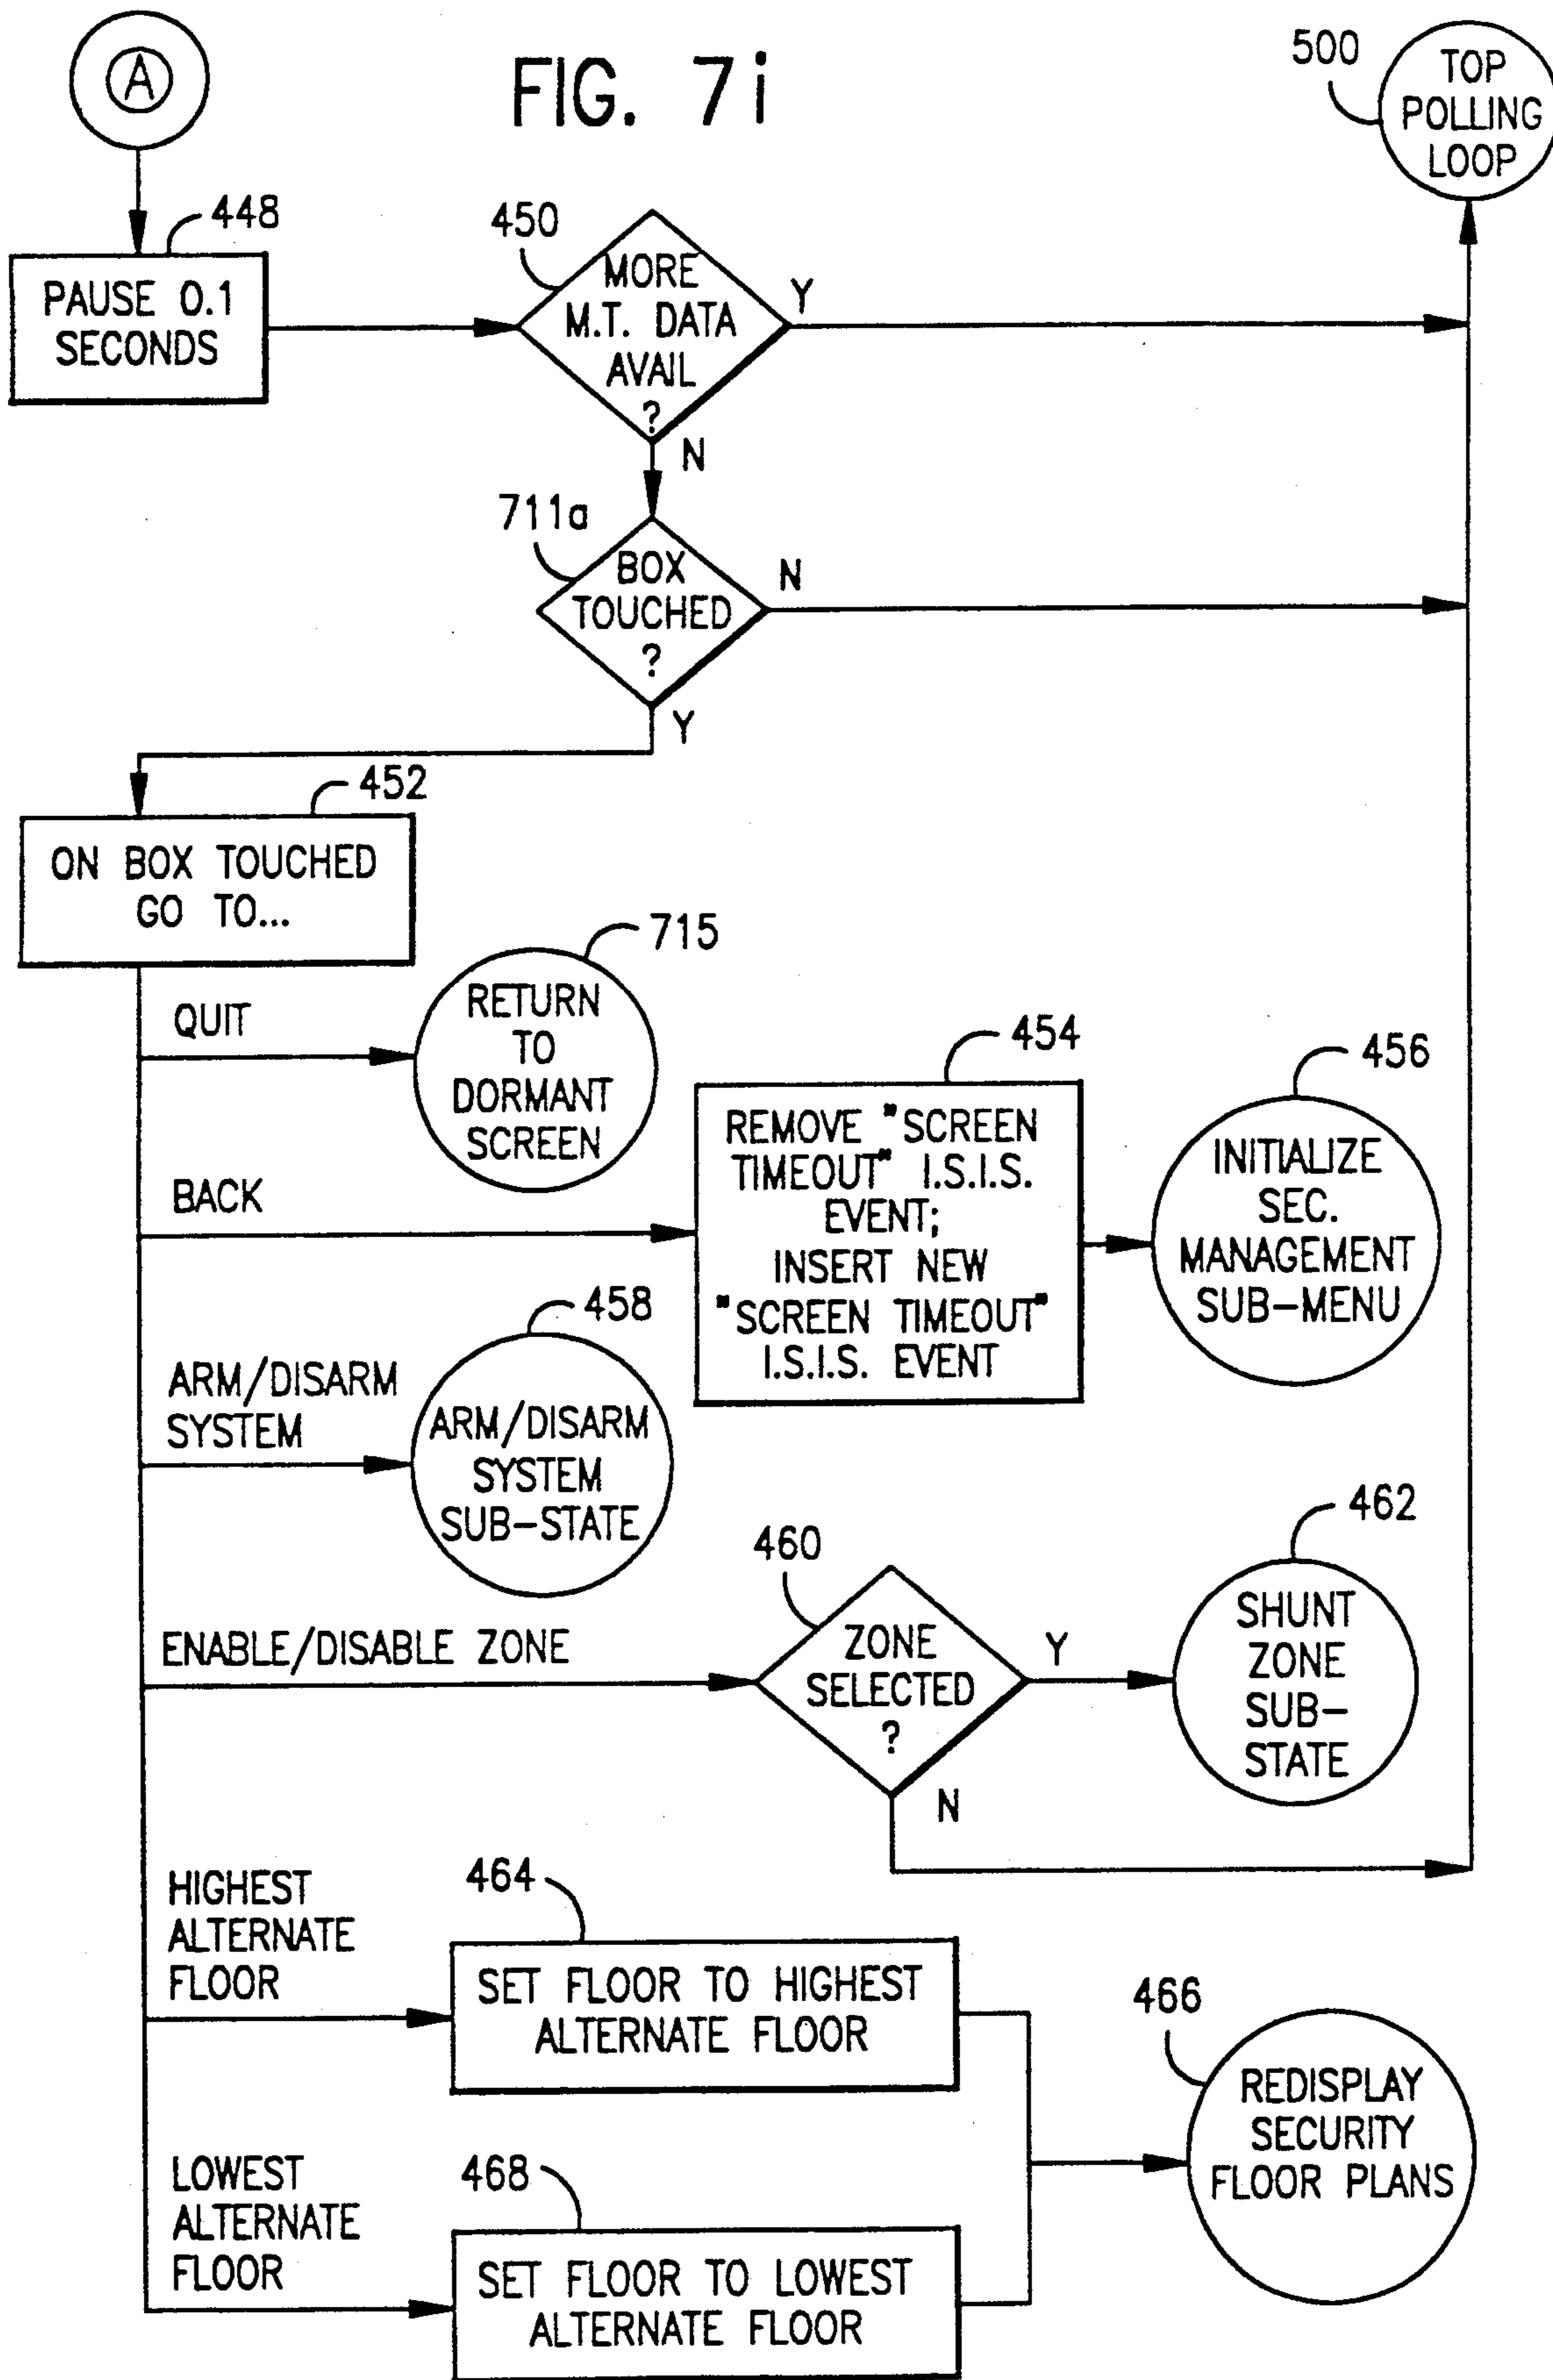 A
FIG. 7i
500
TOP
POLLING
LOOP
448
PAUSE 0.1
SECONDS
450
MORE
M.T. DATA
AVAIL
?
Y
N
711a
BOX
TOUCHED
?
N
Y
452
ON BOX TOUCHED
GO TO...
QUIT
715
RETURN
TO
DORMANT
SCREEN
BACK
454
REMOVE "SCREEN
TIMEOUT" I.S.I.S.
EVENT;
INSERT NEW
"SCREEN TIMEOUT"
I.S.I.S. EVENT
456
INITIALIZE
SEC.
MANAGEMENT
SUB-MENU
ARM/DISARM
SYSTEM
458
ARM/DISARM
SYSTEM
SUB-STATE
ENABLE/DISABLE ZONE
460
ZONE
SELECTED
?
Y
N
462
SHUNT
ZONE
SUB-
STATE
HIGHEST
ALTERNATE
FLOOR
464
SET FLOOR TO HIGHEST
ALTERNATE FLOOR
466
REDISPLAY
SECURITY
FLOOR PLANS
LOWEST
ALTERNATE
FLOOR
468
SET FLOOR TO LOWEST
ALTERNATE FLOOR